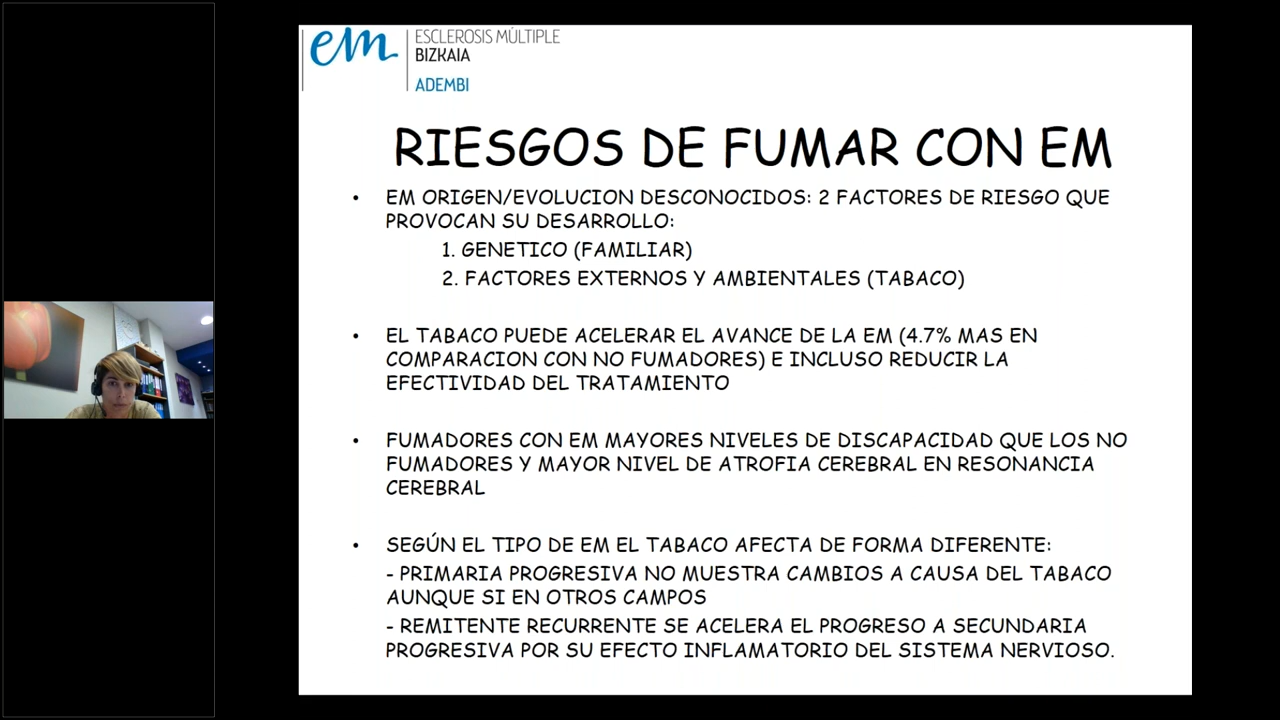 em
ESCLEROSIS MÚLTIPLE
BIZKAIA
ADEMBI
RIESGOS DE FUMAR CON EM
• EM ORIGEN/EVOLUCION DESCONOCIDOS: 2 FACTORES DE RIESGO QUE
PROVOCAN SU DESARROLLO:
1. GENETICO (FAMILIAR)
2. FACTORES EXTERNOS Y AMBIENTALES (TABACO)
• EL TABACO PUEDE ACELERAR EL AVANCE DE LA EM (4.7% MAS EN
COMPARACION CON NO FUMADORES) E INCLUSO REDUCIR LA
EFECTIVIDAD DEL TRATAMIENTO
• FUMADORES CON EM MAYORES NIVELES DE DISCAPACIDAD QUE LOS NO
FUMADORES Y MAYOR NIVEL DE ATROFIA CEREBRAL EN RESONANCIA
CEREBRAL
• SEGÚN EL TIPO DE EM EL TABACO AFECTA DE FORMA DIFERENTE:
- PRIMARIA PROGRESIVA NO MUESTRA CAMBIOS A CAUSA DEL TABACO
AUNQUE SI EN OTROS CAMPOS
- REMITENTE RECURRENTE SE ACELERA EL PROGRESO A SECUNDARIA
PROGRESIVA POR SU EFECTO INFLAMATORIO DEL SISTEMA NERVIOSO.